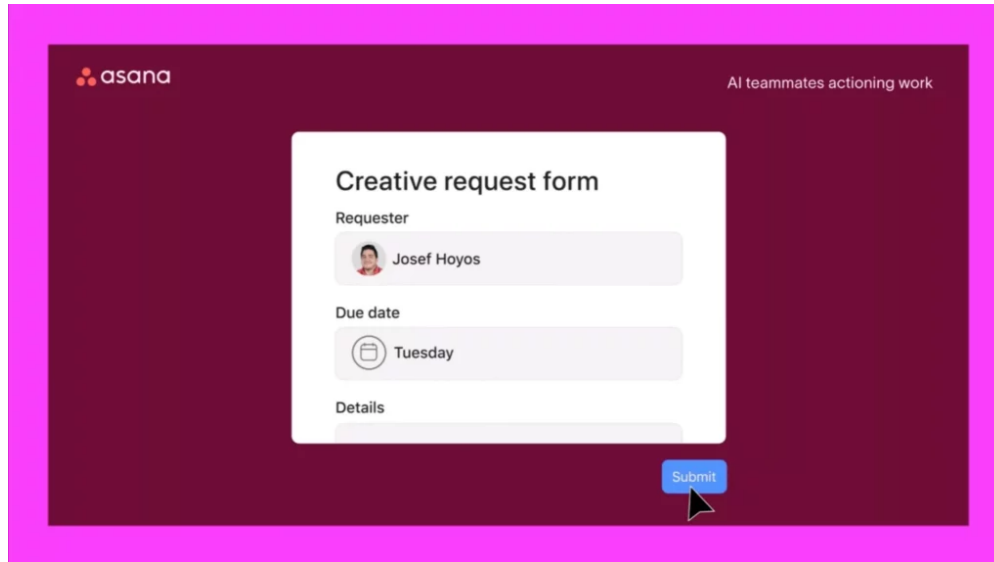 asana
AI teammates actioning work
Creative request form
Requester
Josef Hoyos
Due date
Tuesday
Details
Submit